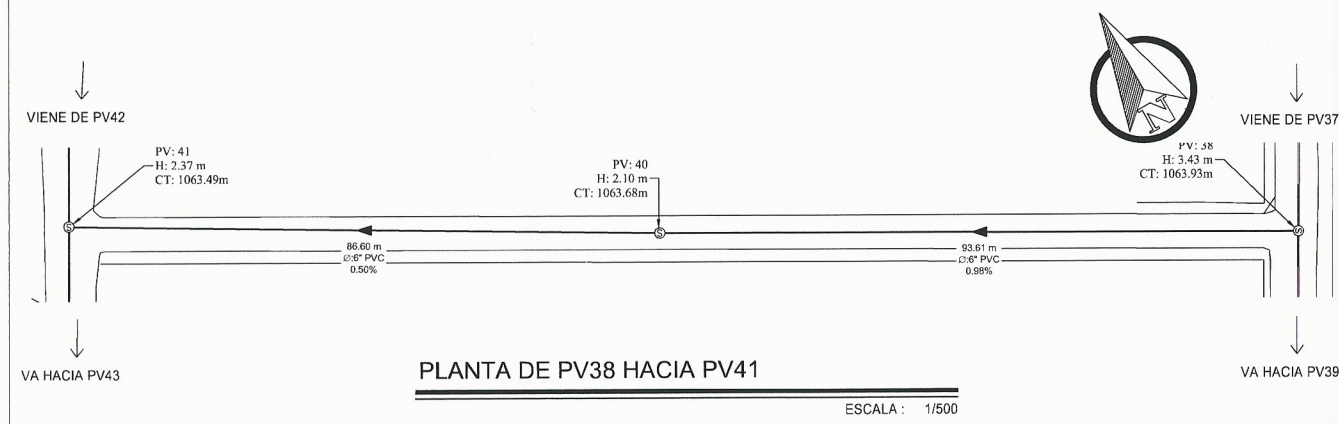 VIENE DE PV42
PV: 41
H: 2.37 m
CT: 1063.49m
PV: 40
H: 2.10 m
CT: 1063.68m
N
VIENE DE PV37
PV: 38
H: 3.43 m
CT: 1063.93m
S
S
S
86.60 m
Ø:6" PVC
0.50%
93.61 m
Ø:6" PVC
0.98%
VA HACIA PV43
PLANTA DE PV38 HACIA PV41
ESCALA : 1/500
VA HACIA PV39